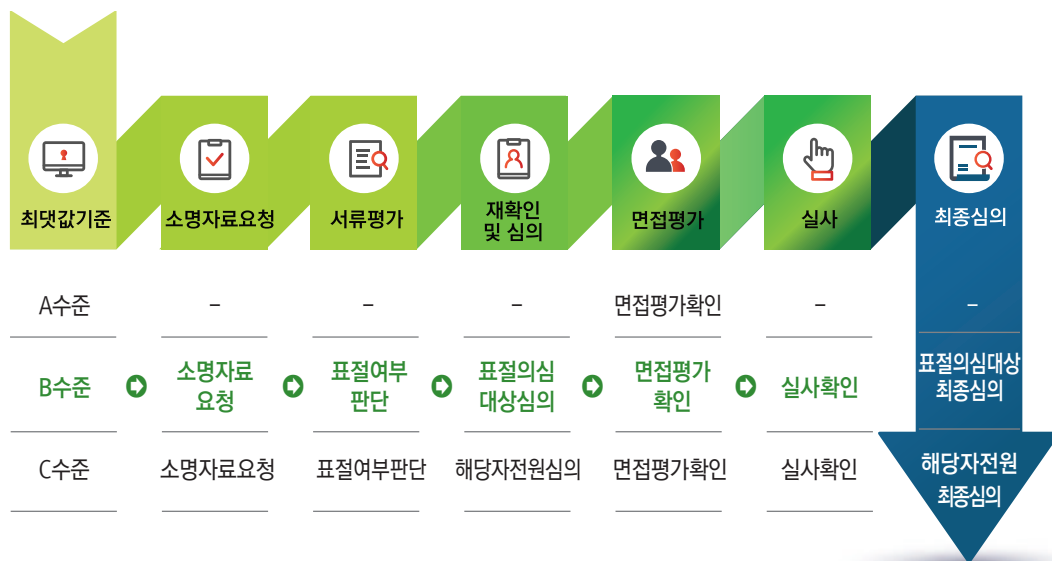 최댓값기준
소명자료요청
서류평가
재확인
및 심의
면접평가
실사
최종심의
A수준
–
–
–
면접평가확인
–
–
B수준
소명자료
요청
표절여부
판단
표절의심
대상심의
면접평가
확인
실사확인
표절의심대상
최종심의
C수준
소명자료요청
표절여부판단
해당자전원심의
면접평가확인
실사확인
해당자전원
최종심의